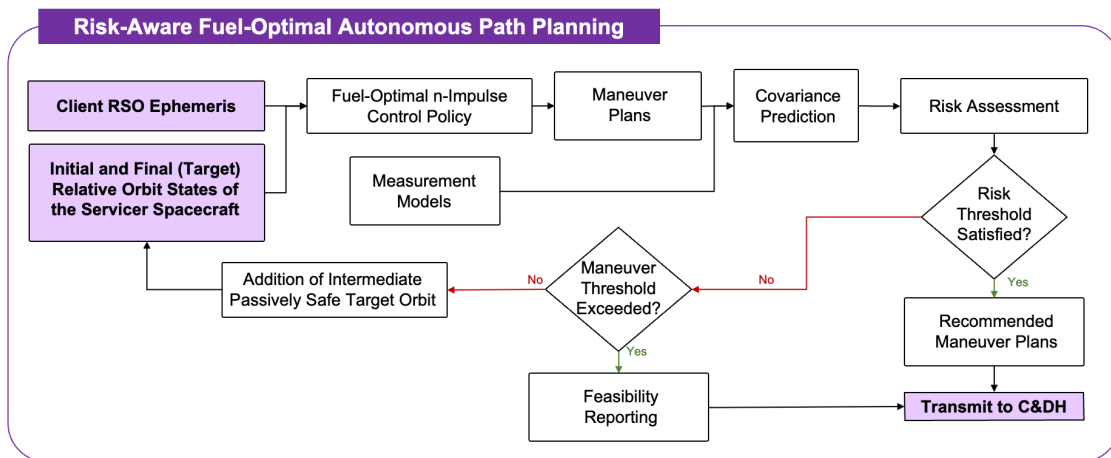 Risk-Aware Fuel-Optimal Autonomous Path Planning
Client RSO Ephemeris
Fuel-Optimal n-Impulse
Control Policy
Maneuver
Plans
Covariance
Prediction
Risk Assessment
Initial and Final (Target)
Relative Orbit States of
the Servicer Spacecraft
Measurement
Models
Risk
Threshold
Satisfied?
No
Yes
Maneuver
Threshold
Exceeded?
No
Yes
Addition of Intermediate
Passively Safe Target Orbit
Recommended
Maneuver Plans
Feasibility
Reporting
Transmit to C&DH